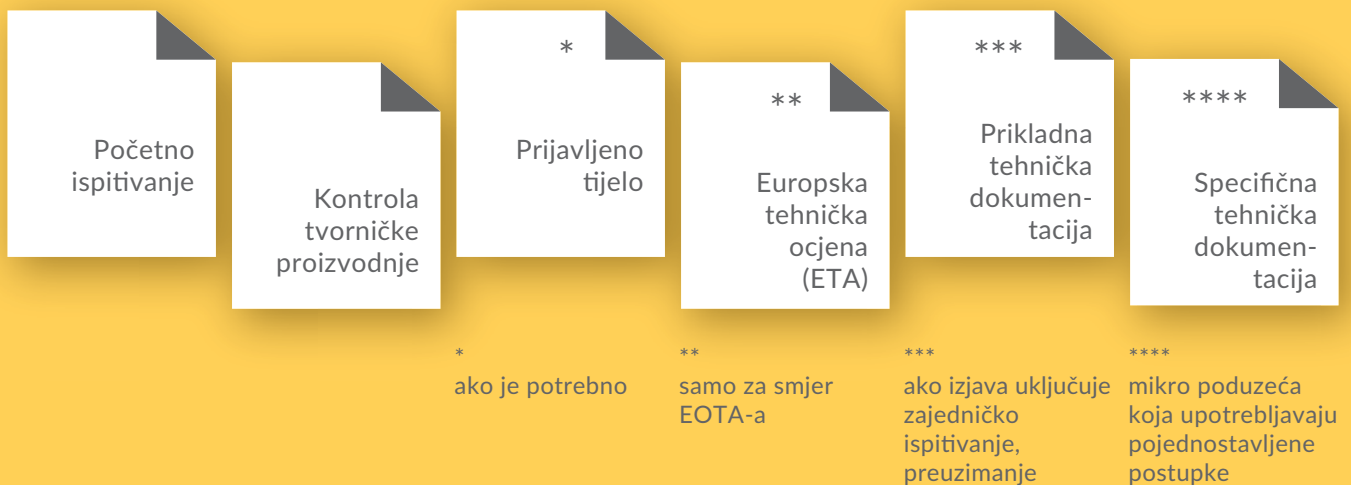 Početno
ispitivanje
Kontrola
tvorničke
proizvodnje
*
Prijavljeno
tijelo
**
Europska
tehnička
ocjena
(ETA)
***
Prikladna
tehnička
dokumen-
tacija
****
Specifična
tehnička
dokumen-
tacija
*
ako je potrebno
**
samo za smjer
EOTA-a
***
ako izjava uključuje
zajedničko
ispitivanje,
preuzimanje
****
mikro poduzeća
koja upotrebljavaju
pojednostavljene
postupke